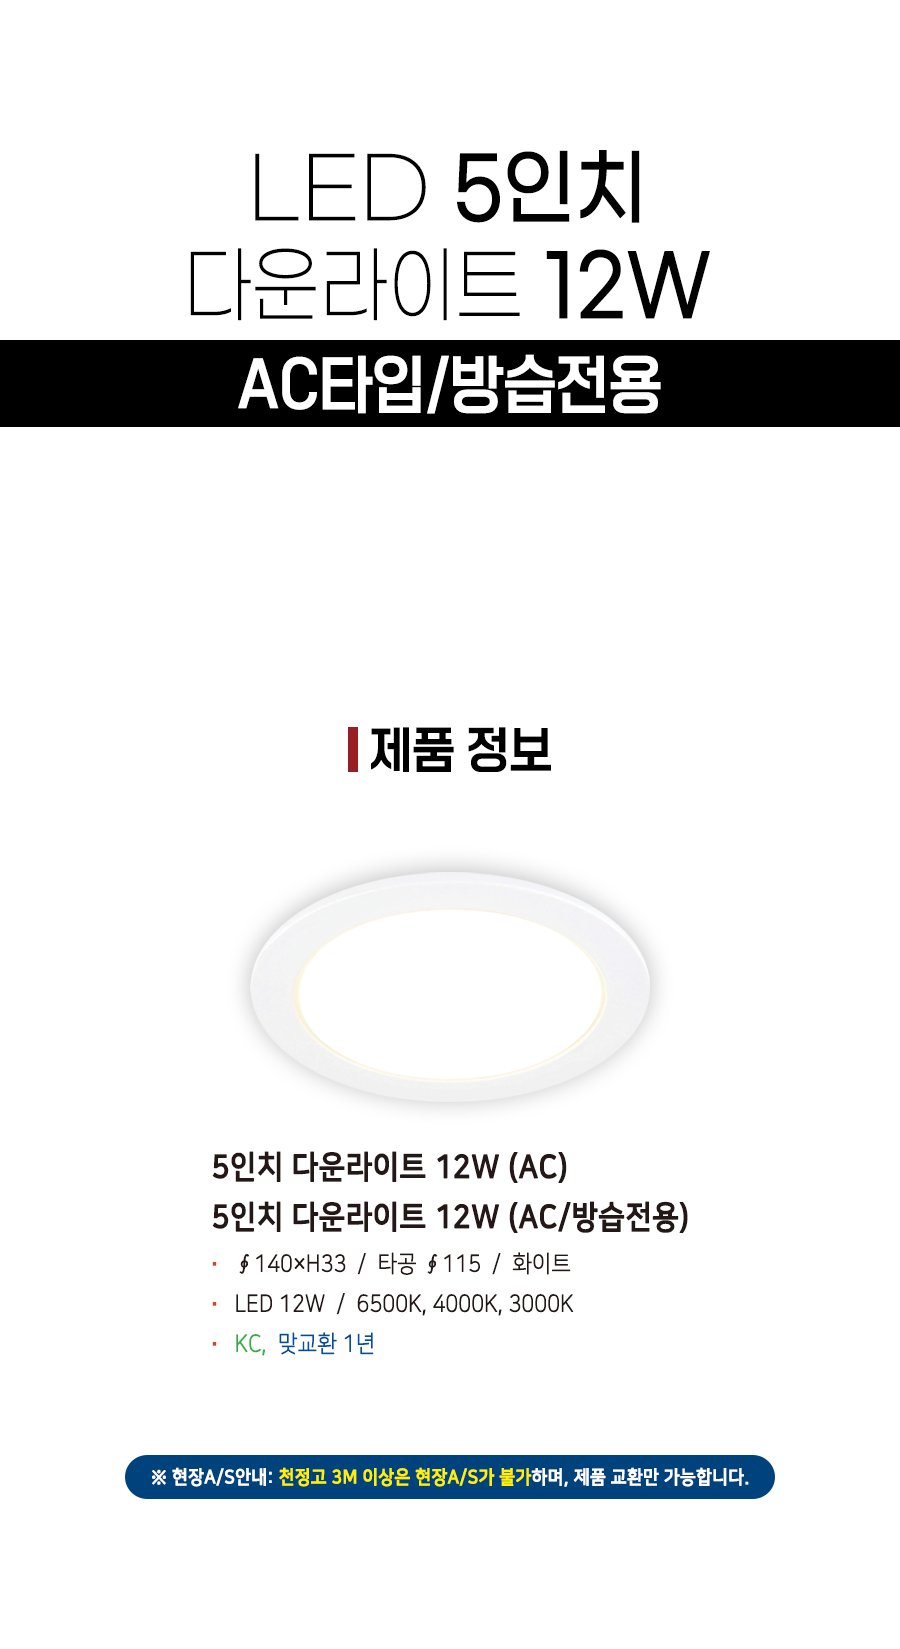 LED 5인치
다운라이트 12W
AC타입/방습전용
제품 정보
5인치 다운라이트 12W (AC)
5인치 다운라이트 12W (AC/방습전용)
· ∮140×H33 / 타공 ∮115 / 화이트
· LED 12W / 6500K, 4000K, 3000K
· KC, 맞교환 1년
※ 현장A/S안내: 천정고 3M 이상은 현장A/S가 불가하며, 제품 교환만 가능합니다.